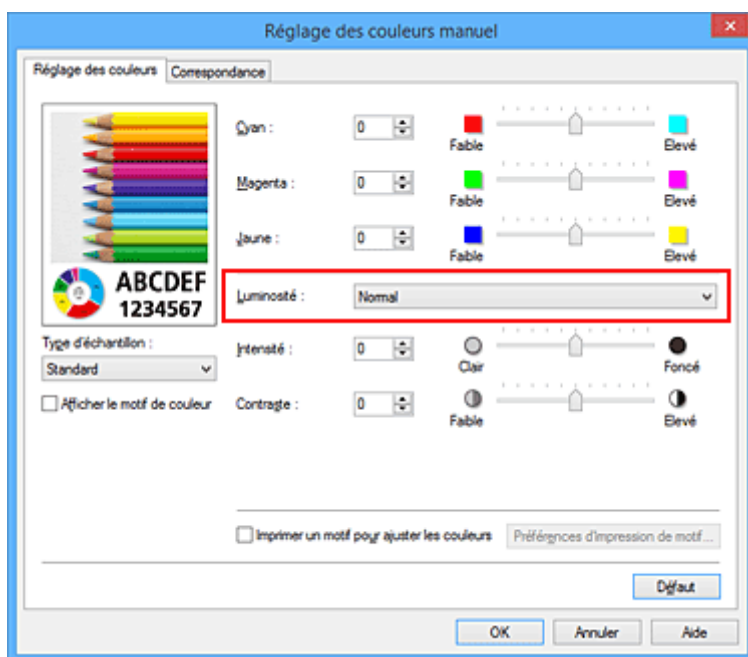 Réglage des couleurs manuel
Réglage des couleurs Correspondance
Cyan : 0 Fable Elevé
Magenta : 0 Fable Elevé
Jaune : 0 Fable Elevé
ABCDEF
1234567
Luminosité : Normal
Type d'échantillon :
Standard
Afficher le motif de couleur
Intensité : 0 Clair Foncé
Contraste : 0 Fable Elevé
Imprimer un motif pour ajuster les couleurs Préférences d'impression de motif...
Défaut
OK Annuler Aide